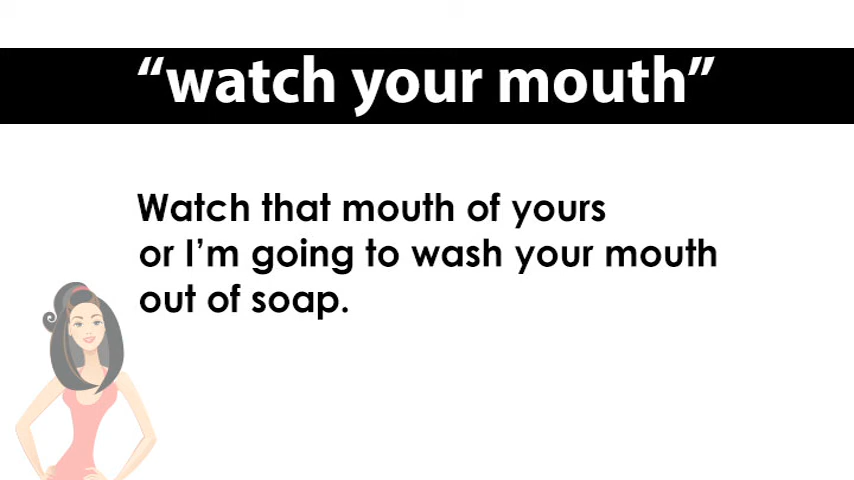 “watch your mouth”
Watch that mouth of yours
or I’m going to wash your mouth
out of soap.